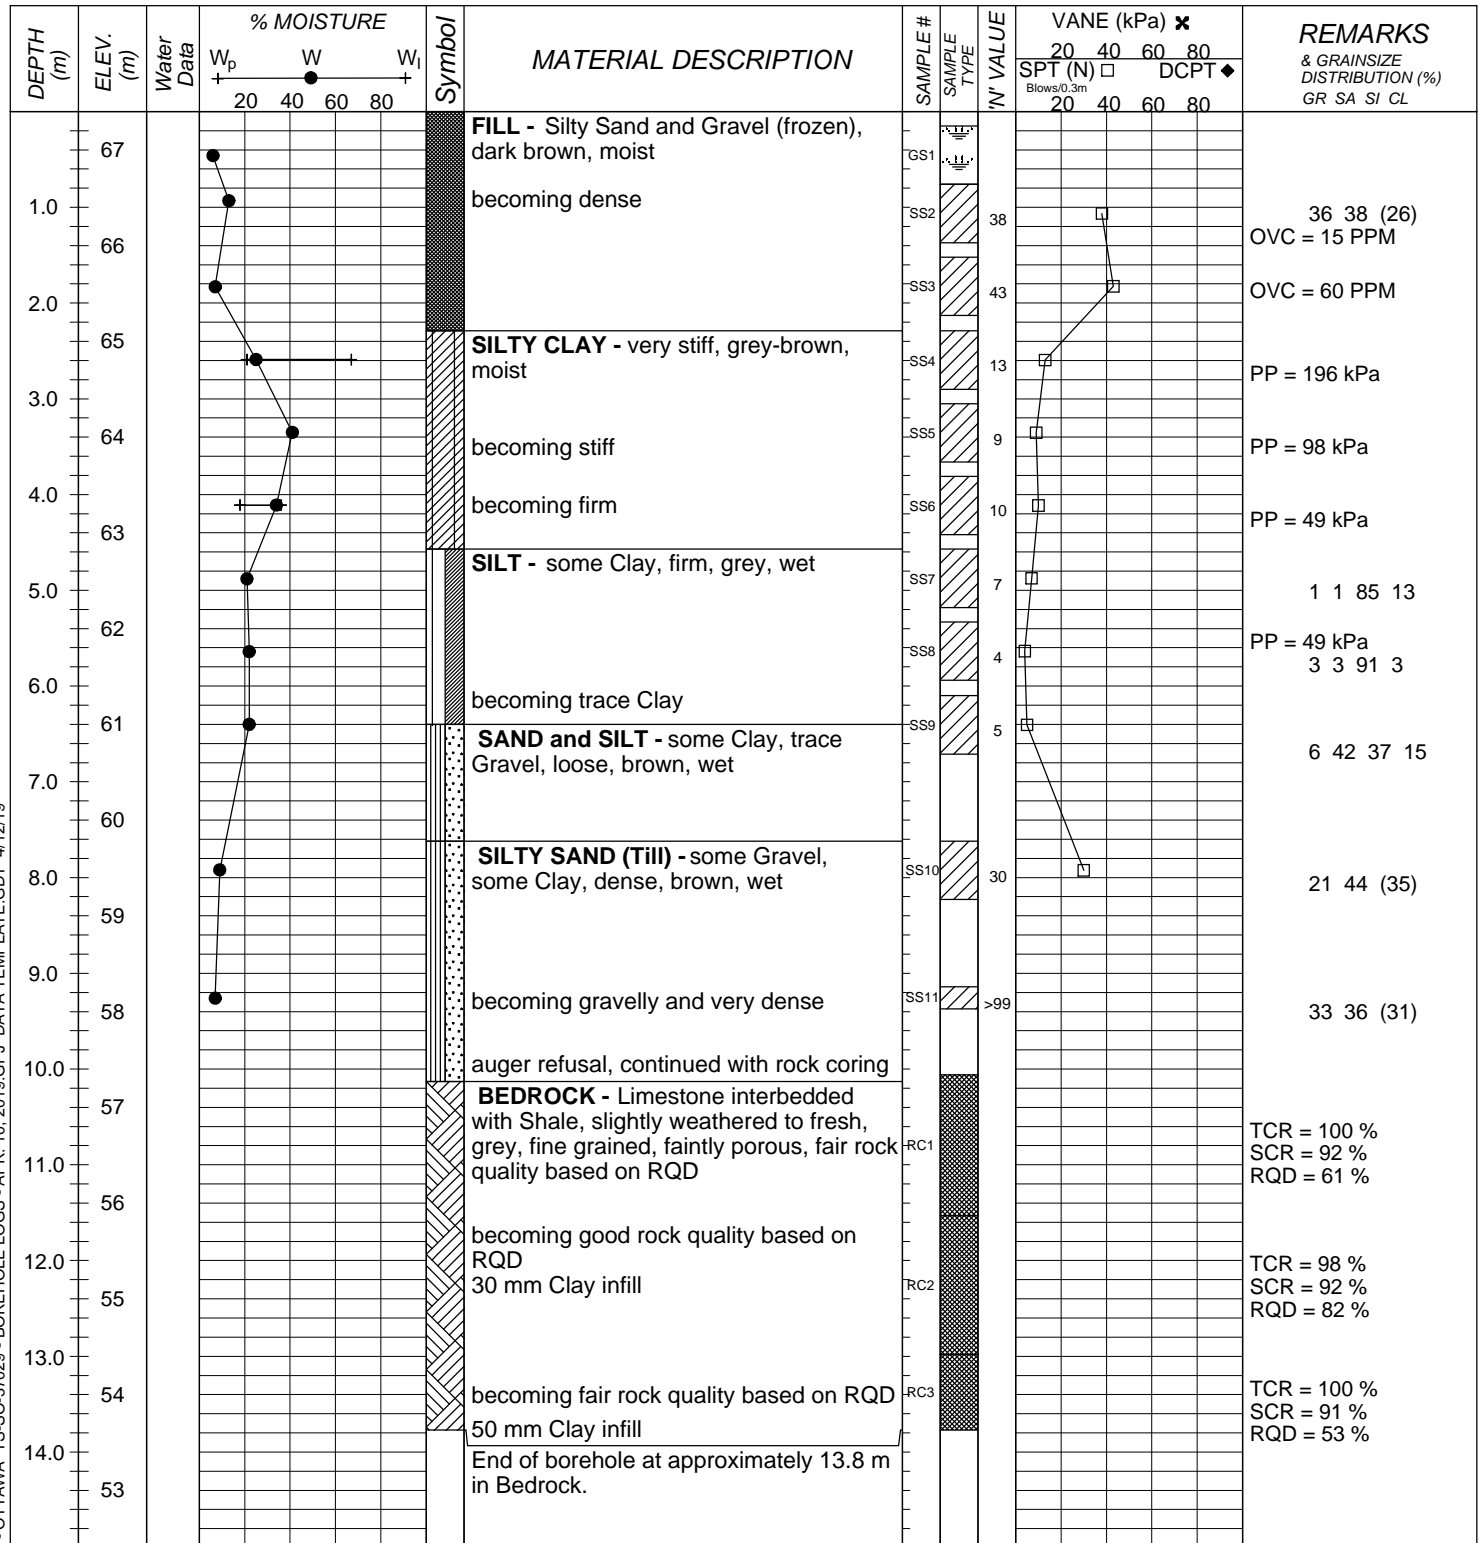 DEPTH (m)
ELEV. (m)
Water Data
% MOISTURE
Wp W Wl
20 40 60 80
Symbol
MATERIAL DESCRIPTION
SAMPLE #
SAMPLE TYPE
'N' VALUE
VANE (kPa)
20 40 60 80
SPT (N) DCPT
Blows/0.3m
20 40 60 80
REMARKS
& GRAINSIZE
DISTRIBUTION (%)
GR SA SI CL
FILL - Silty Sand and Gravel (frozen),
67
dark brown, moist
GS1
1.0
becoming dense
SS2
38
36 38 (26)
66
OVC = 15 PPM
2.0
SS3
43
OVC = 60 PPM
65
SILTY CLAY - very stiff, grey-brown,
moist
SS4
13
PP = 196 kPa
3.0
64
becoming stiff
SS5
9
PP = 98 kPa
4.0
becoming firm
SS6
10
PP = 49 kPa
63
SILT - some Clay, firm, grey, wet
5.0
SS7
7
1 1 85 13
62
SS8
4
PP = 49 kPa
3 3 91 3
6.0
becoming trace Clay
61
SS9
5
SAND and SILT - some Clay, trace
Gravel, loose, brown, wet
6 42 37 15
7.0
60
SILTY SAND (Till) - some Gravel,
some Clay, dense, brown, wet
8.0
SS10
30
21 44 (35)
59
9.0
becoming gravelly and very dense
SS11
>99
33 36 (31)
58
10.0
auger refusal, continued with rock coring
57
BEDROCK - Limestone interbedded
with Shale, slightly weathered to fresh,
grey, fine grained, faintly porous, fair rock
quality based on RQD
11.0
RC1
TCR = 100 %
SCR = 92 %
RQD = 61 %
56
becoming good rock quality based on
RQD
30 mm Clay infill
12.0
55
RC2
TCR = 98 %
SCR = 92 %
RQD = 82 %
13.0
54
becoming fair rock quality based on RQD
50 mm Clay infill
RC3
TCR = 100 %
SCR = 91 %
RQD = 53 %
14.0
End of borehole at approximately 13.8 m
in Bedrock.
53